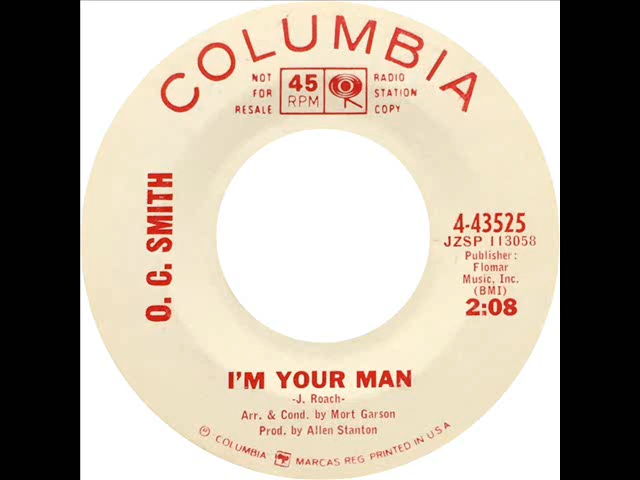 COLUMBIA
NOT FOR RESALE
45 RPM
RADIO STATION COPY
O. C. SMITH
4-43525
JZSP 113058
Publisher:
Flomar
Music, Inc.
(BMI)
2:08
I'M YOUR MAN
-J. Roach-
Arr. & Cond. by Mort Garson
Prod. by Allen Stanton
COLUMBIA MARCAS REG. PRINTED IN U.S.A